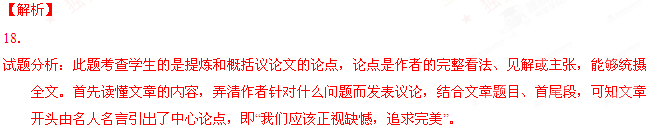 【解析】
18.
试题分析：此题考查学生的是提炼和概括议论文的论点，论点是作者的完整看法、见解或主张，能够统摄
全文。首先读懂文章的内容，弄清作者针对什么问题而发表议论，结合文章题目、首尾段，可知文章
开头由名人名言引出了中心论点，即“我们应该正视缺憾，追求完美”。